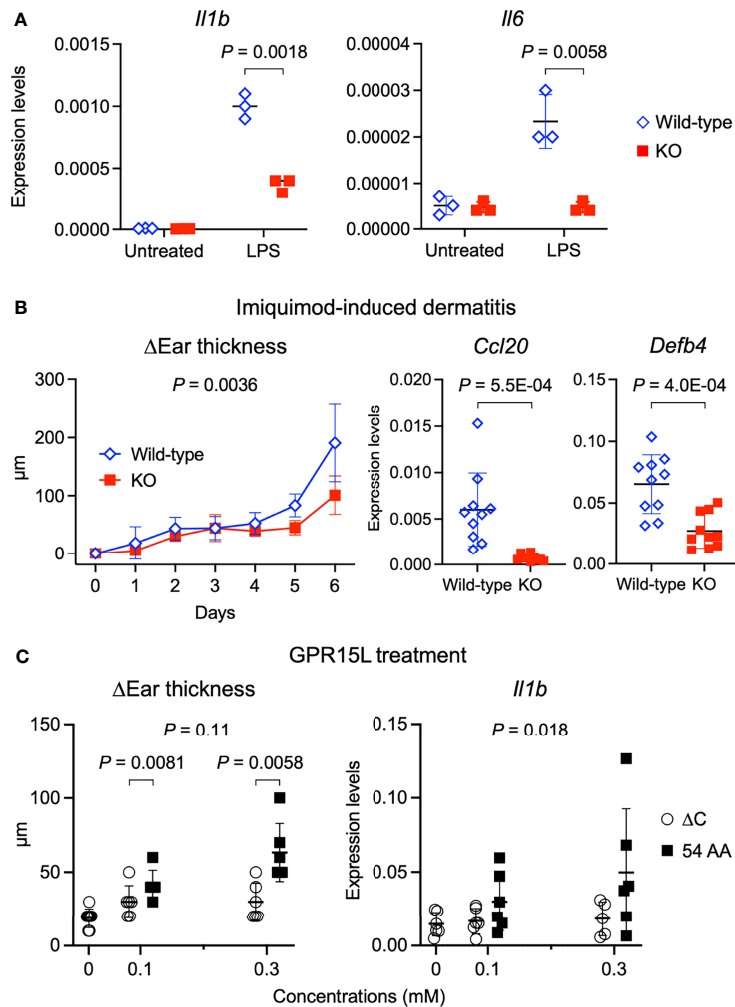 A
Il1b
Il6
Expression levels
0.0015
0.0010
0.0005
0.0000
P = 0.0018
Untreated
LPS
0.00004
0.00003
0.00002
0.00001
0.00000
P = 0.0058
Untreated
LPS
Wild-type
KO
B
Imiquimod-induced dermatitis
ΔEar thickness
Ccl20
Defb4
μm
300
200
100
0
P = 0.0036
Wild-type
KO
0 1 2 3 4 5 6
Days
Expression levels
0.020
0.015
0.010
0.005
0.000
P = 5.5E-04
Wild-type KO
0.15
0.10
0.05
0.00
P = 4.0E-04
Wild-type KO
C
GPR15L treatment
ΔEar thickness
Il1b
μm
150
100
50
0
P = 0.11
P = 0.0081
P = 0.0058
0 0.1 0.3
Expression levels
0.15
0.10
0.05
0.00
P = 0.018
0 0.1 0.3
ΔC
54 AA
Concentrations (mM)